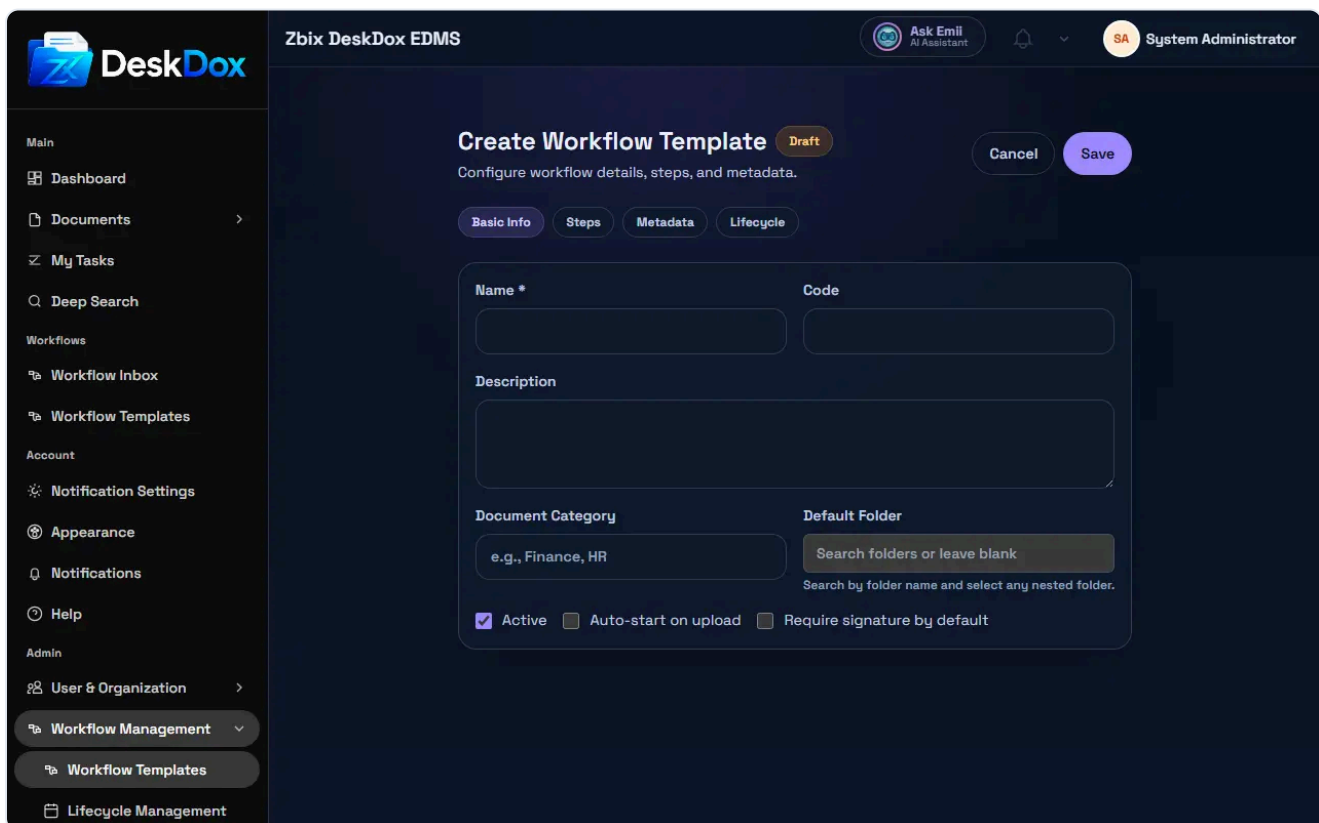 DeskDox
Main
Dashboard
Documents
My Tasks
Deep Search
Workflows
Workflow Inbox
Workflow Templates
Account
Notification Settings
Appearance
Notifications
Help
Admin
User & Organization
Workflow Management
Workflow Templates
Lifecycle Management
Zbix DeskDox EDMS
Ask Emii
AI Assistant
SA System Administrator
Create Workflow Template Draft
Configure workflow details, steps, and metadata.
Cancel Save
Basic Info Steps Metadata Lifecycle
Name * Code
Description
Document Category Default Folder
e.g., Finance, HR Search folders or leave blank
Search by folder name and select any nested folder.
Active Auto-start on upload Require signature by default